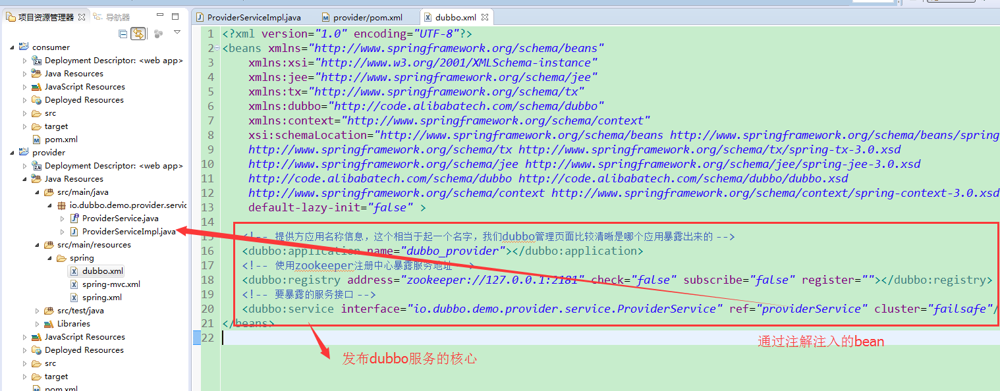 项目资源管理器
导航器
consumer
Deployment Descriptor: <web app>
Java Resources
JavaScript Resources
Deployed Resources
src
target
pom.xml
provider
Deployment Descriptor: <web app>
Java Resources
src/main/java
io.dubbo.demo.provider.servic
ProviderService.java
ProviderServiceImpl.java
src/main/resources
spring
dubbo.xml
spring-mvc.xml
spring.xml
src/test/java
Libraries
JavaScript Resources
Deployed Resources
src
target
pom.xml
ProviderServiceImpl.java
provider/pom.xml
dubbo.xml
1 <?xml version="1.0" encoding="UTF-8"?>
2 <beans xmlns="http://www.springframework.org/schema/beans"
3 xmlns:xsi="http://www.w3.org/2001/XMLSchema-instance"
4 xmlns:jee="http://www.springframework.org/schema/jee"
5 xmlns:tx="http://www.springframework.org/schema/tx"
6 xmlns:dubbo="http://code.alibabatech.com/schema/dubbo"
7 xmlns:context="http://www.springframework.org/schema/context"
8 xsi:schemaLocation="http://www.springframework.org/schema/beans http://www.springframework.org/schema/beans/spring
9 http://www.springframework.org/schema/tx http://www.springframework.org/schema/tx/spring-tx-3.0.xsd
10 http://www.springframework.org/schema/jee http://www.springframework.org/schema/jee/spring-jee-3.0.xsd
11 http://code.alibabatech.com/schema/dubbo http://code.alibabatech.com/schema/dubbo/dubbo.xsd
12 http://www.springframework.org/schema/context http://www.springframework.org/schema/context/spring-context-3.0.xsd
13 default-lazy-init="false" >
14
15 <!-- 提供方应用名称信息，这个相当于起一个名字，我们dubbo管理页面比较清晰是哪个应用暴露出来的 -->
16 <dubbo:application name="dubbo_provider"></dubbo:application>
17 <!-- 使用zookeeper注册中心暴露服务地址 -->
18 <dubbo:registry address="zookeeper://127.0.0.1:2181" check="false" subscribe="false" register=""></dubbo:registry>
19 <!-- 要暴露的服务接口 -->
20 <dubbo:service interface="io.dubbo.demo.provider.service.ProviderService" ref="providerService" cluster="failsafe"/
21 </beans>
22
通过注解注入的bean
发布dubbo服务的核心